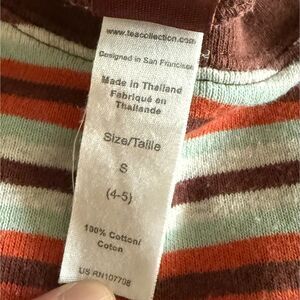 www.teacollection.com
Designed in San Francisco
Made in Thailand
Fabriqué en
Thaïlande
Size/Taille
S
(4-5)
100% Cotton/
Coton
US RN107708